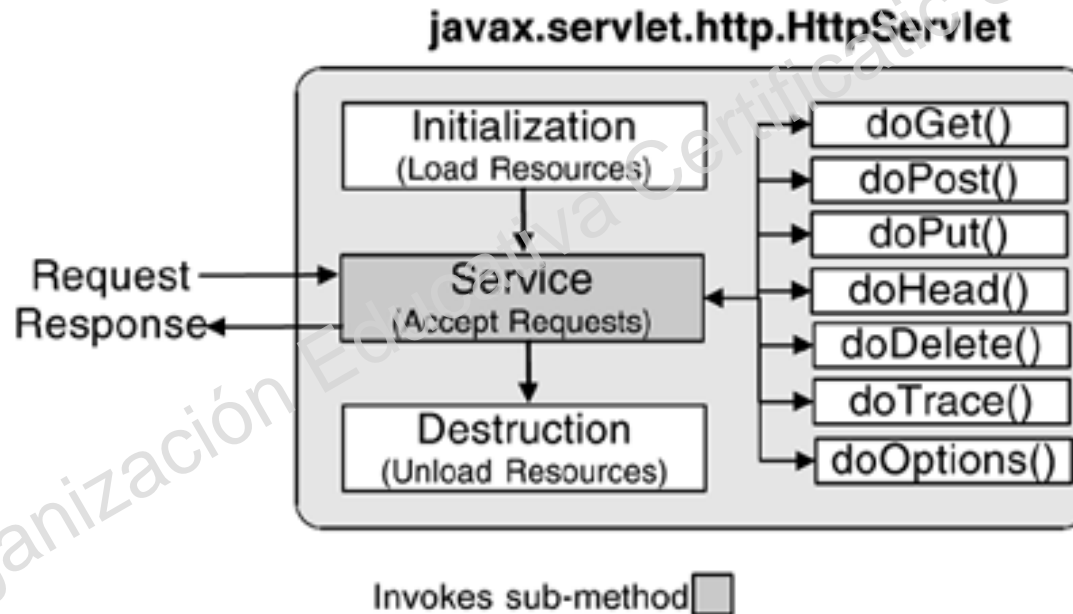 javax.servlet.http.HttpServlet
Initialization
(Load Resources)
Request
Response
Service
(Accept Requests)
Destruction
(Unload Resources)
doGet()
doPost()
doPut()
doHead()
doDelete()
doTrace()
doOptions()
Invokes sub-method
Educativa